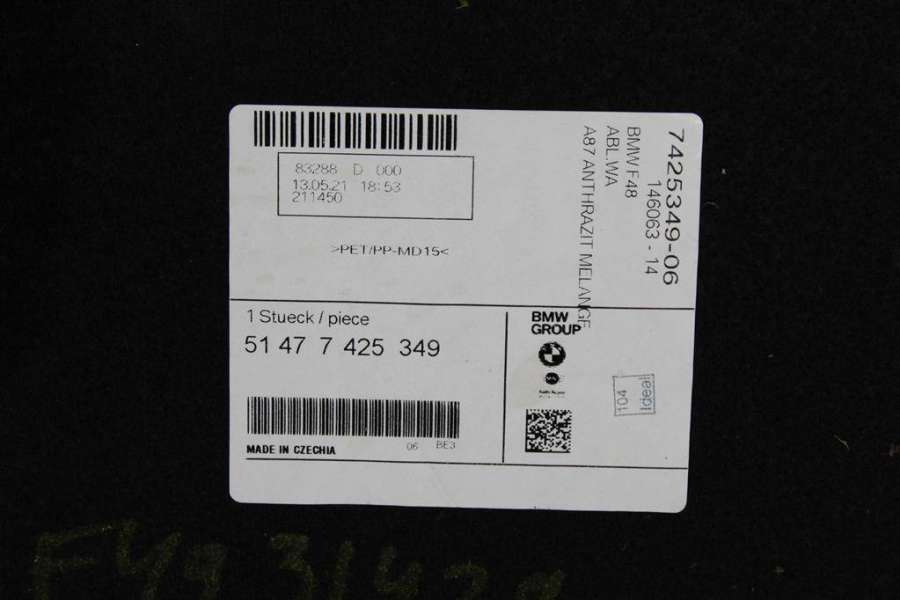 83288 D 000
13.05.21 18:53
211450
>PET/PP-MD15<
7425349-06
146063 - 14
BMW F48
ABL.WA
A87 ANTHRAZIT MELANGE
1 Stueck / piece
51 47 7 425 349
06 BE3
MADE IN CZECHIA
BMW
GROUP
Ideal
104